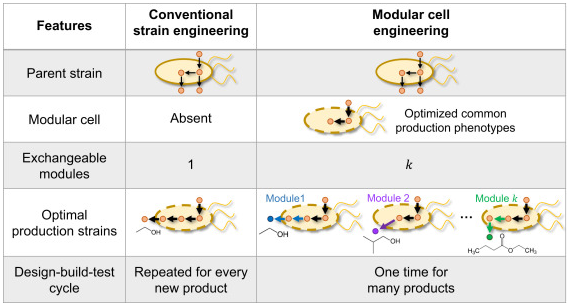 Features
Conventional
strain engineering
Modular cell
engineering
Parent strain
Modular cell
Absent
Optimized common
production phenotypes
Exchangeable
modules
1
k
Optimal
production strains
OH
Module1
OH
Module 2
OH
...
Module k
H₃C
O
O
CH₃
Design-build-test
cycle
Repeated for every
new product
One time for
many products